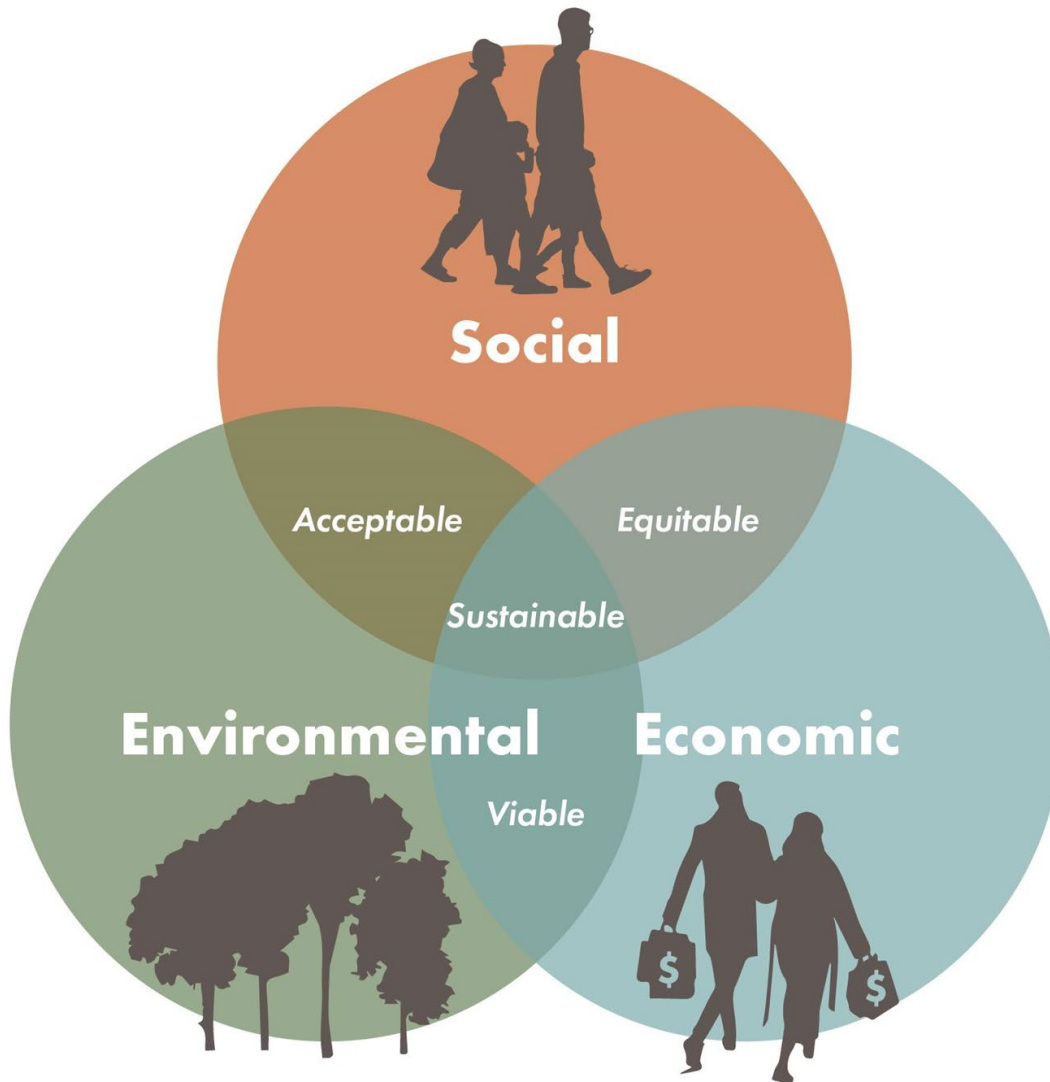 Social
Acceptable
Equitable
Sustainable
Environmental
Economic
Viable
$
$